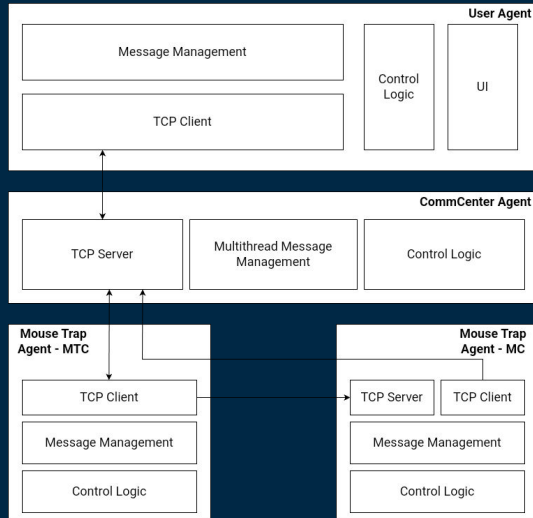 User Agent
Message Management
TCP Client
Control
Logic
UI
CommCenter Agent
TCP Server
Multithread Message
Management
Control Logic
Mouse Trap
Agent - MTC
TCP Client
Message Management
Control Logic
Mouse Trap
Agent - MC
TCP Server
TCP Client
Message Management
Control Logic